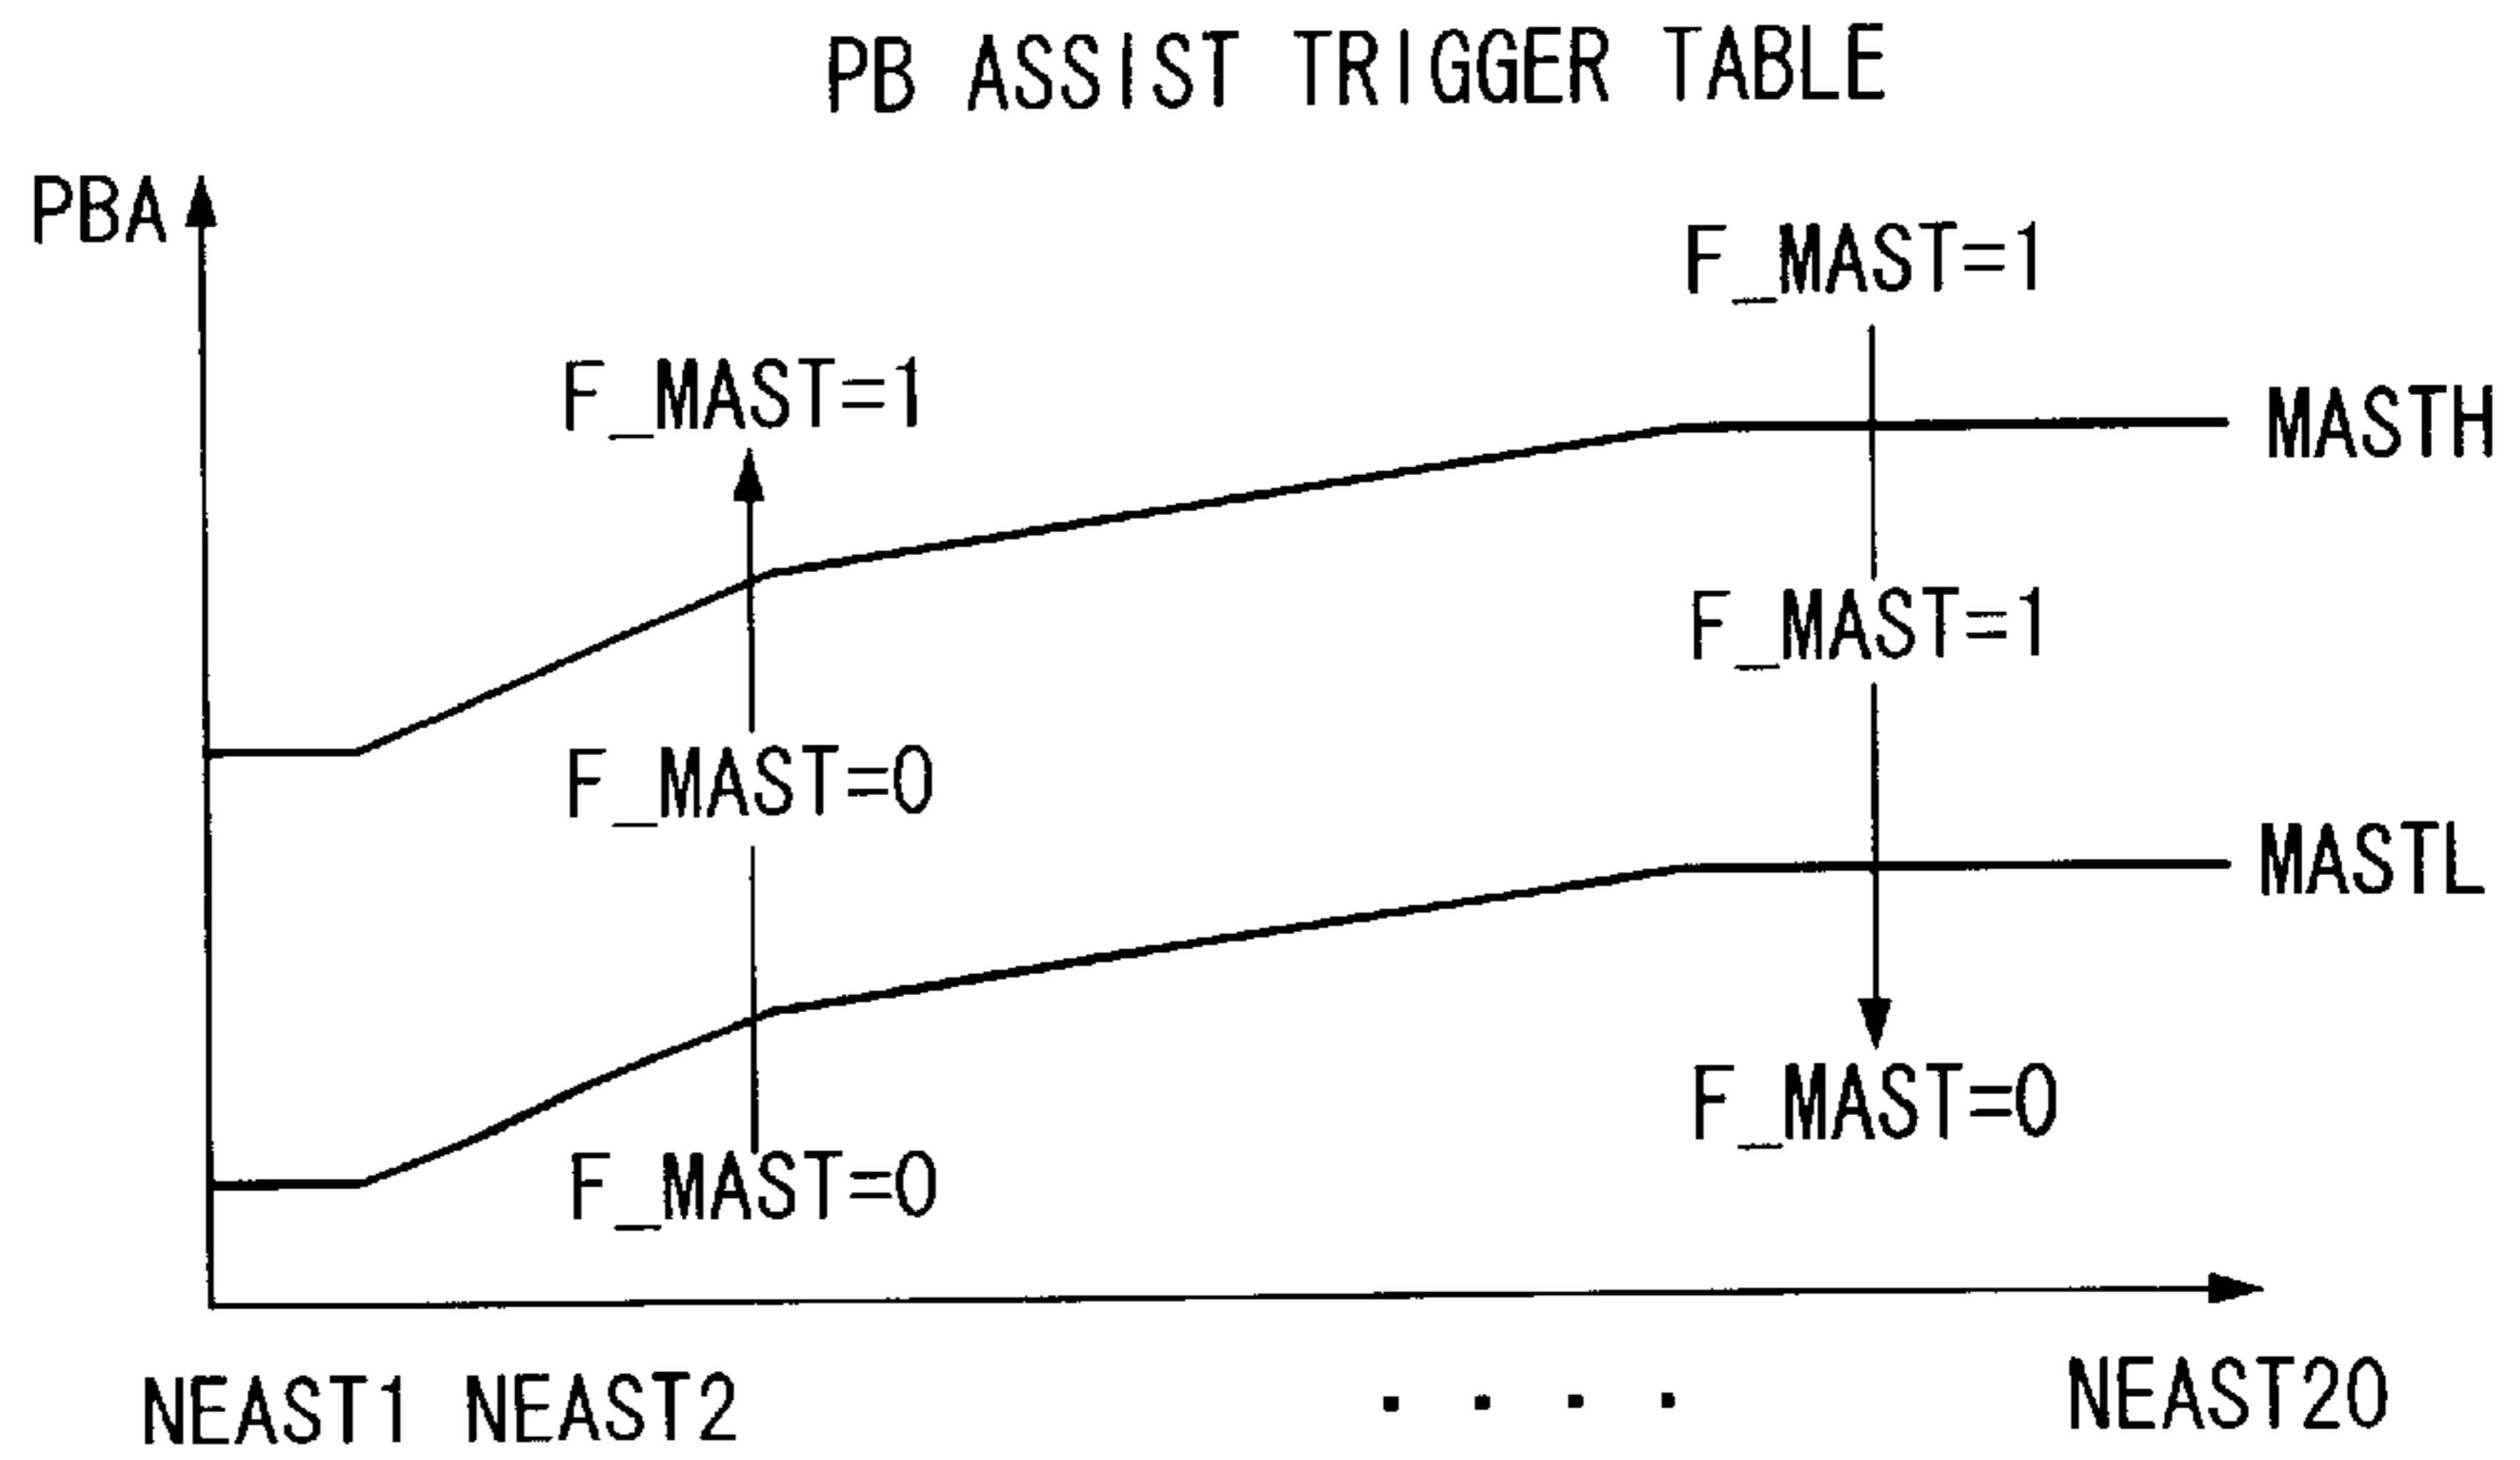 PB ASSIST TRIGGER TABLE
PBA
F_MAST=1
F_MAST=1
MASTH
F_MAST=1
F_MAST=0
MASTL
F_MAST=0
F_MAST=0
NEAST1 NEAST2 . . . . NEAST20